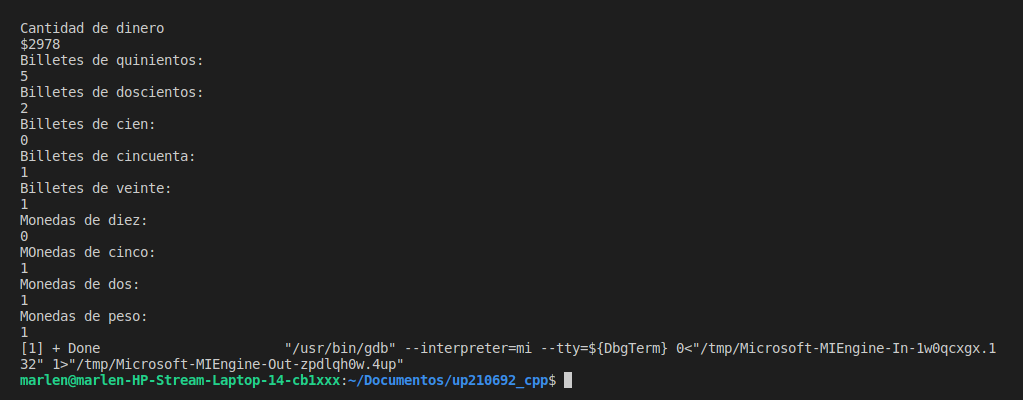 Cantidad de dinero
$2978
Billetes de quinientos:
5
Billetes de doscientos:
2
Billetes de cien:
0
Billetes de cincuenta:
1
Billetes de veinte:
1
Monedas de diez:
0
MOnedas de cinco:
1
Monedas de dos:
1
Monedas de peso:
1
[1] + Done                       "/usr/bin/gdb" --interpreter=mi --tty=${DbgTerm} 0<"/tmp/Microsoft-MIEngine-In-1w0qcxgx.1
32" 1>"/tmp/Microsoft-MIEngine-Out-zpdlqh0w.4up"
marlen@marlen-HP-Stream-Laptop-14-cb1xxx:~/Documentos/up210692_cpp$